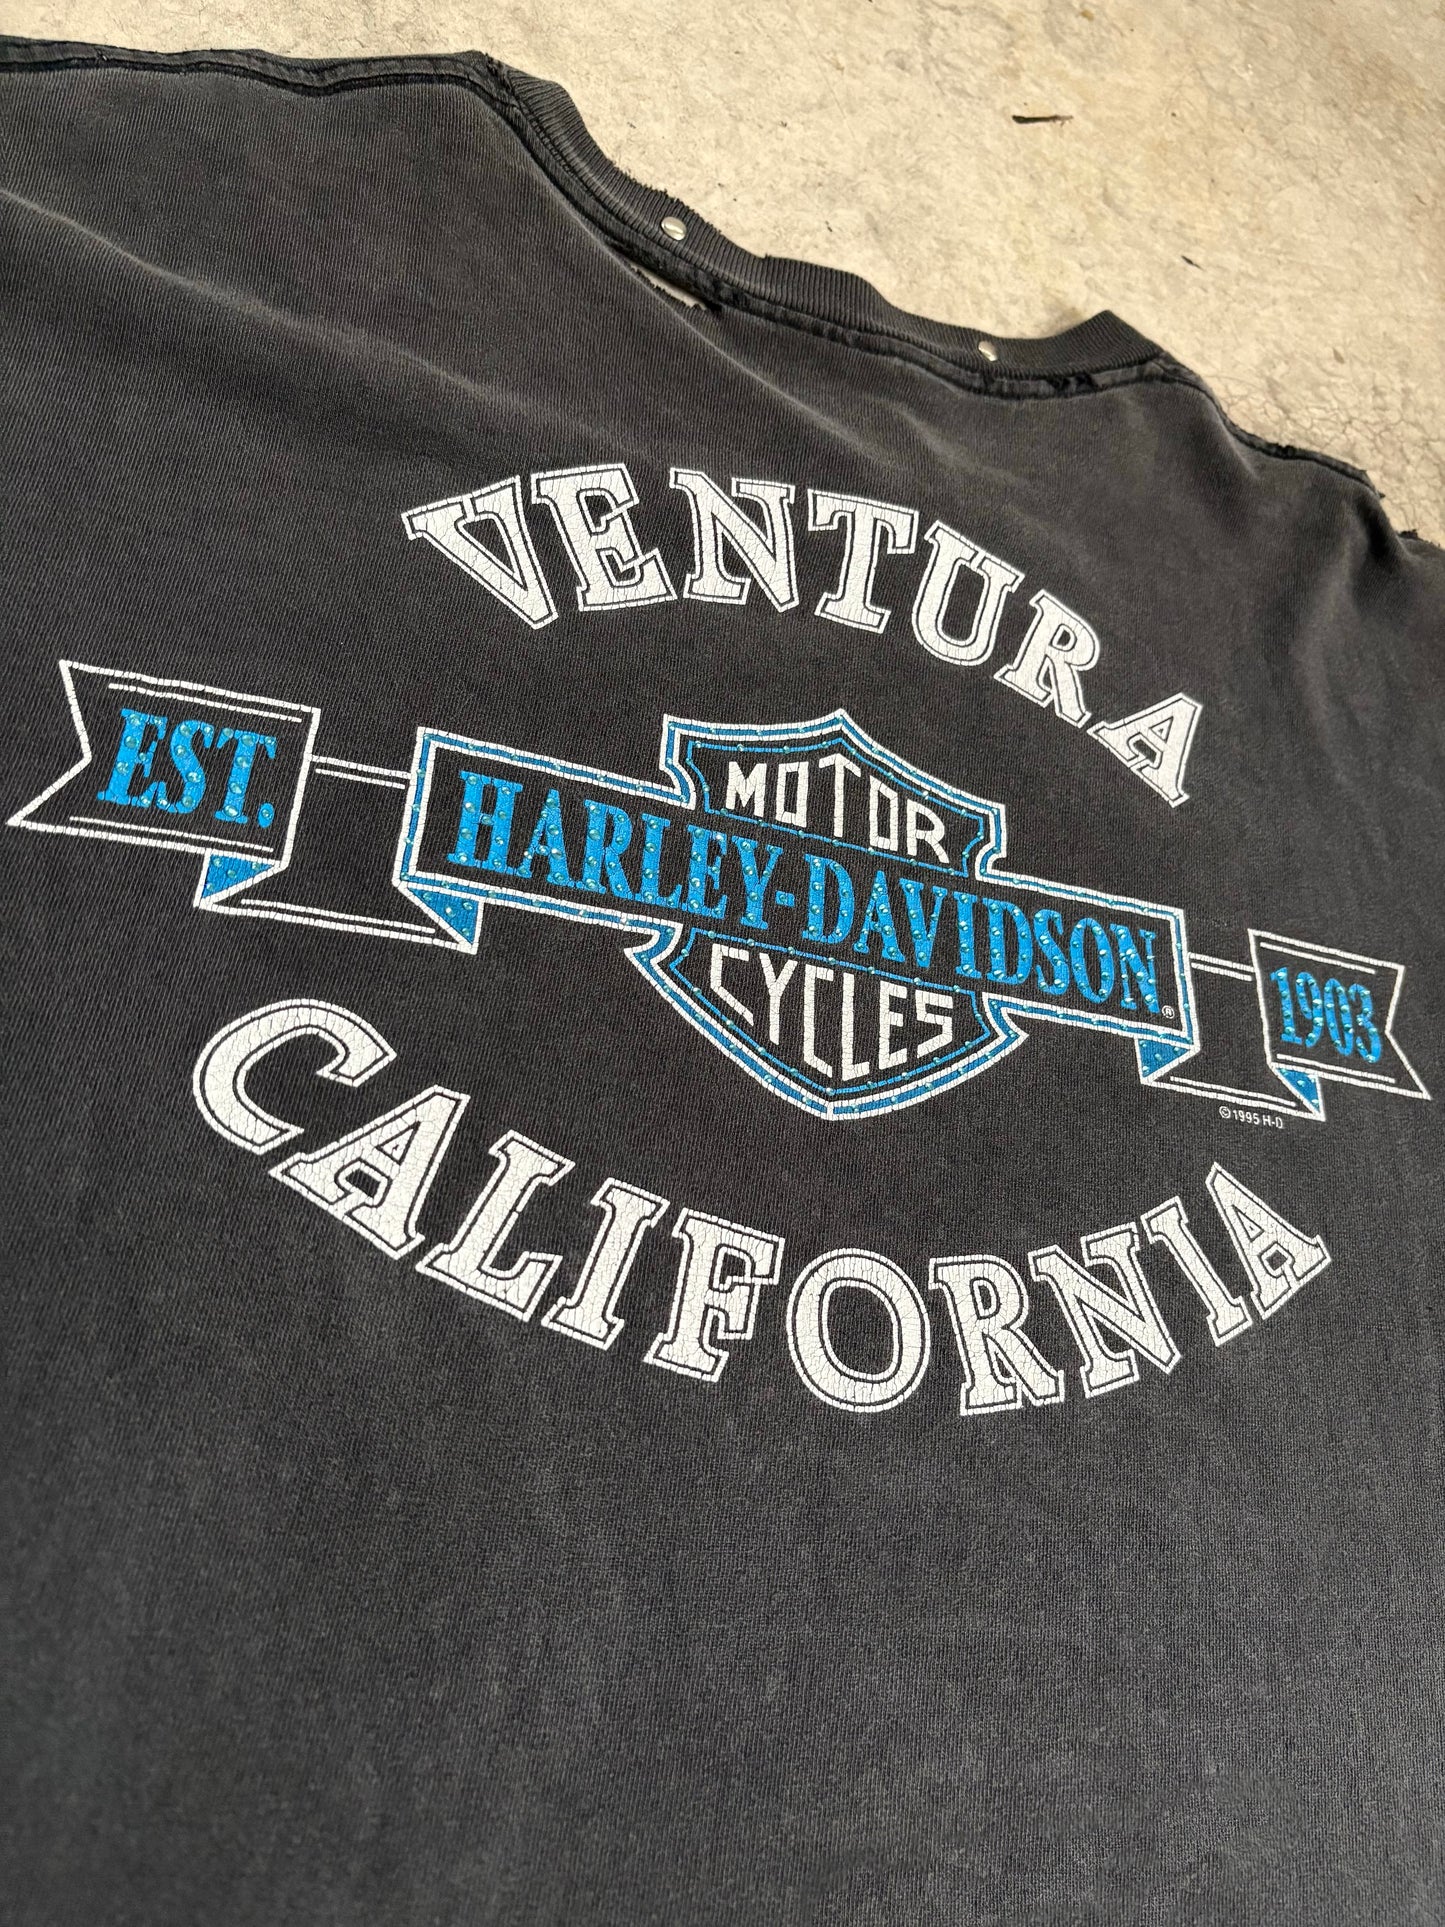 VENTURA
EST.
MOTOR
HARLEY-DAVIDSON®
CYCLES
1903
©1995 H-D
CALIFORNIA